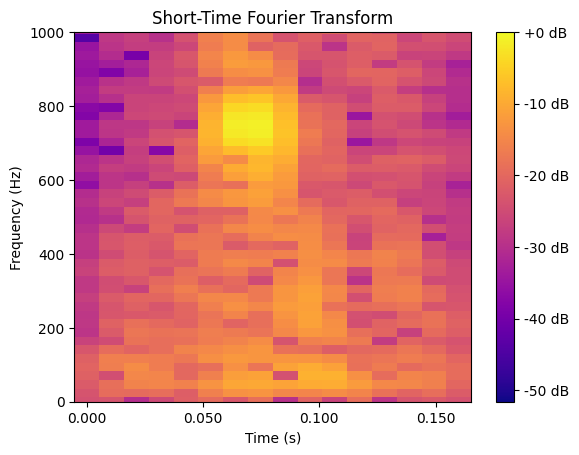 Short-Time Fourier Transform
1000
800
600
400
200
0
Frequency (Hz)
0.000
0.050
0.100
0.150
Time (s)
+0 dB
-10 dB
-20 dB
-30 dB
-40 dB
-50 dB